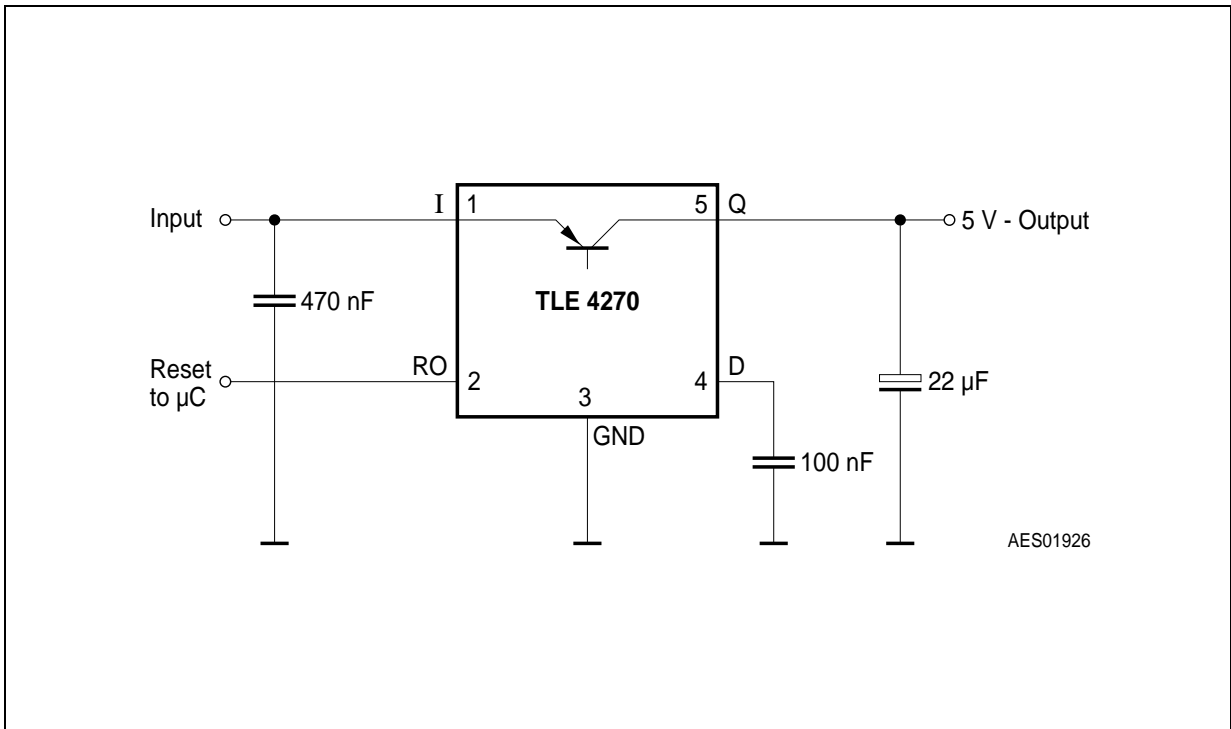 I 1 5 Q
Input 5 V - Output
TLE 4270
470 nF
Reset
to µC
RO 2
D
4
22 µF
3
GND
100 nF
AES01926